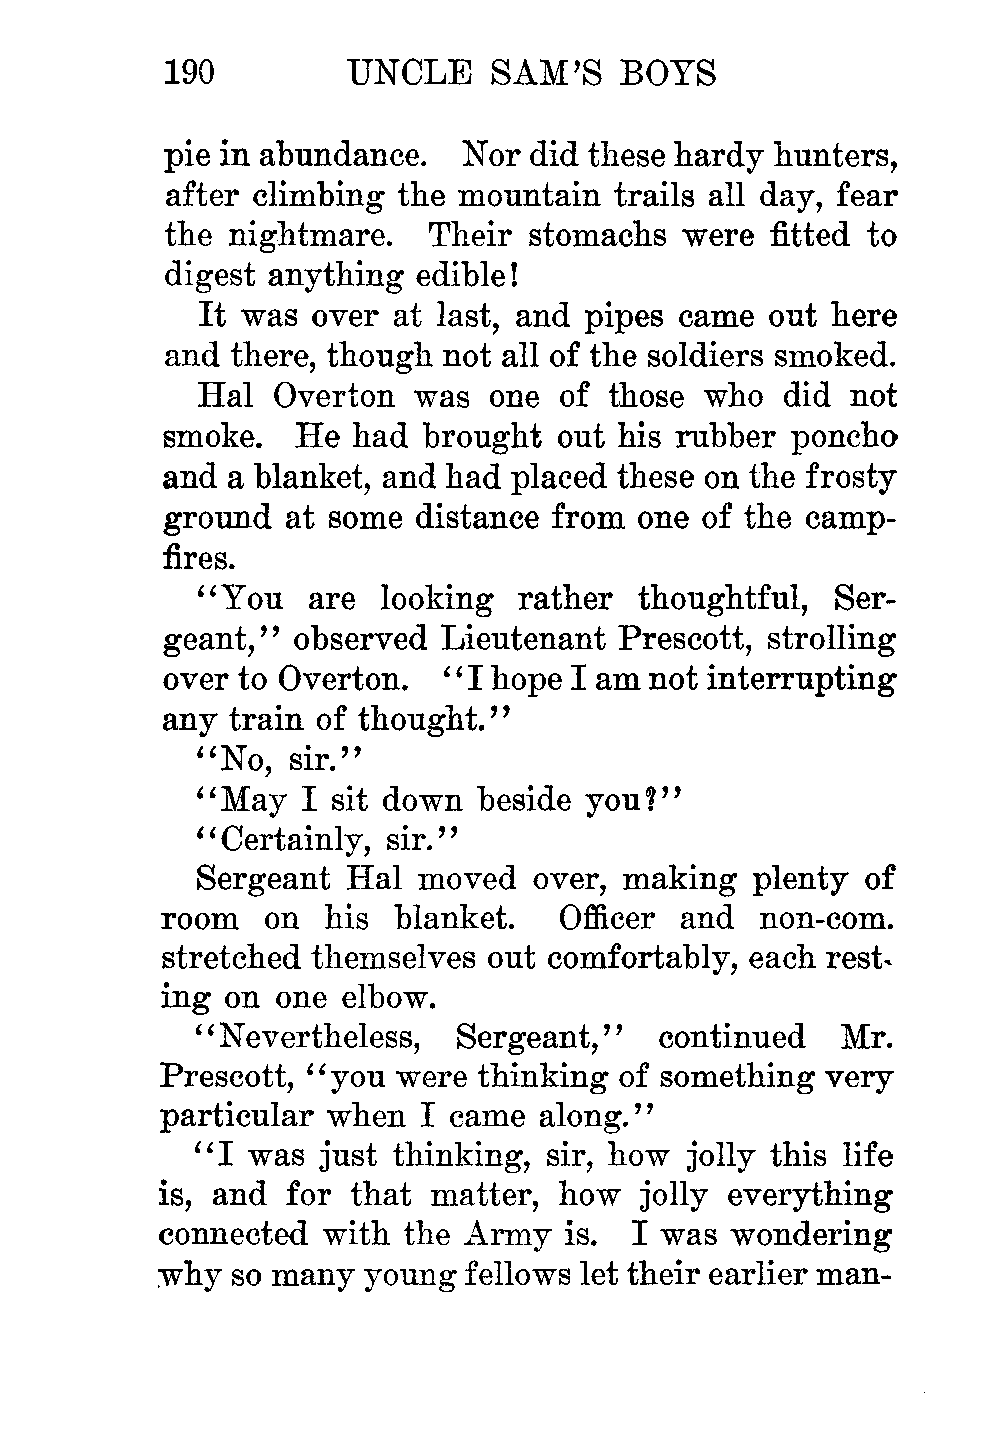 190 UNCLE SAM'S BOYS
pie in abundance. Nor did these hardy hunters,
after climbing the mountain trails all day, fear
the nightmare. Their stomachs were fitted to
digest anything edible!
It was over at last, and pipes came out here
and there, though not all of the soldiers smoked.
Hal Overton was one of those who did not
smoke. He had brought out his rubber poncho
and a blanket, and had placed these on the frosty
ground at some distance from one of the camp-
fires.
"You are looking rather thoughtful, Ser-
geant," observed Lieutenant Prescott, strolling
over to Overton. "I hope I am not interrupting
any train of thought."
"No, sir."
"May I sit down beside you?"
"Certainly, sir."
Sergeant Hal moved over, making plenty of
room on his blanket. Officer and non-com.
stretched themselves out comfortably, each rest-
ing on one elbow.
"Nevertheless, Sergeant," continued Mr.
Prescott, "you were thinking of something very
particular when I came along."
"I was just thinking, sir, how jolly this life
is, and for that matter, how jolly everything
connected with the Army is. I was wondering
why so many young fellows let their earlier man-